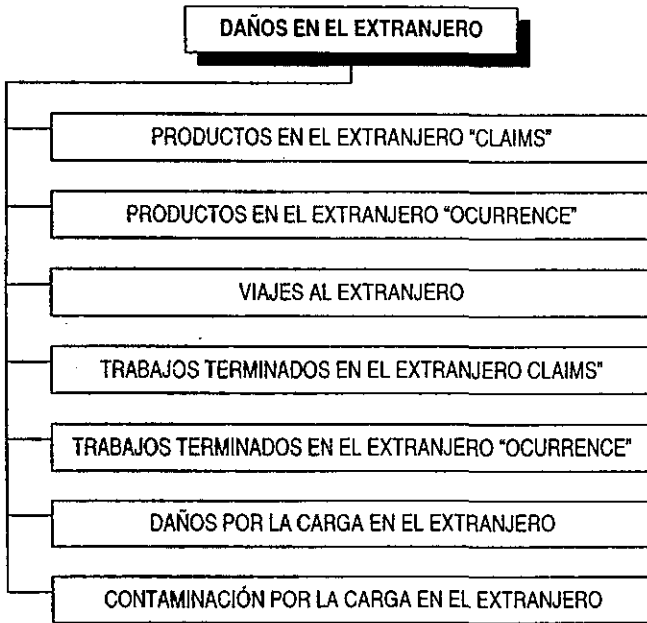 DAÑOS EN EL EXTRANJERO
PRODUCTOS EN EL EXTRANJERO "CLAIMS"
PRODUCTOS EN EL EXTRANJERO "OCURRENCE"
VIAJES AL EXTRANJERO
TRABAJOS TERMINADOS EN EL EXTRANJERO CLAIMS"
TRABAJOS TERMINADOS EN EL EXTRANJERO "OCURRENCE"
DAÑOS POR LA CARGA EN EL EXTRANJERO
CONTAMINACIÓN POR LA CARGA EN EL EXTRANJERO